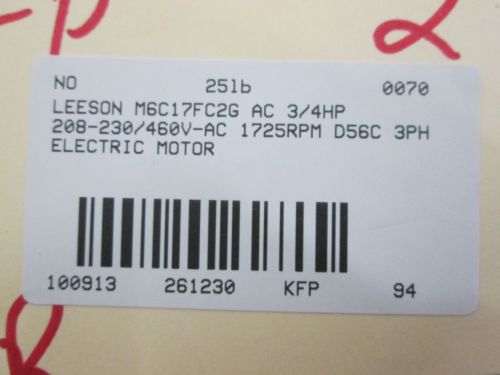 NO 25lb 0070
LEESON M6C17FC2G AC 3/4HP
208-230/460V-AC 1725RPM D56C 3PH
ELECTRIC MOTOR
100913 261230 KFP 94